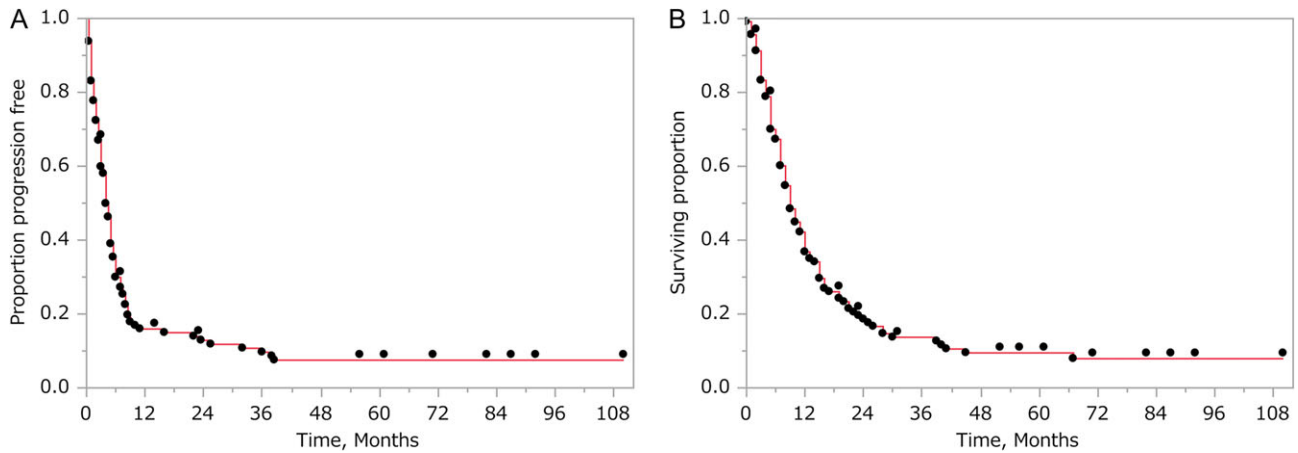 A
Proportion progression free
1.0
0.8
0.6
0.4
0.2
0.0
0 12 24 36 48 60 72 84 96 108
Time, Months
B
Surviving proportion
1.0
0.8
0.6
0.4
0.2
0.0
0 12 24 36 48 60 72 84 96 108
Time, Months